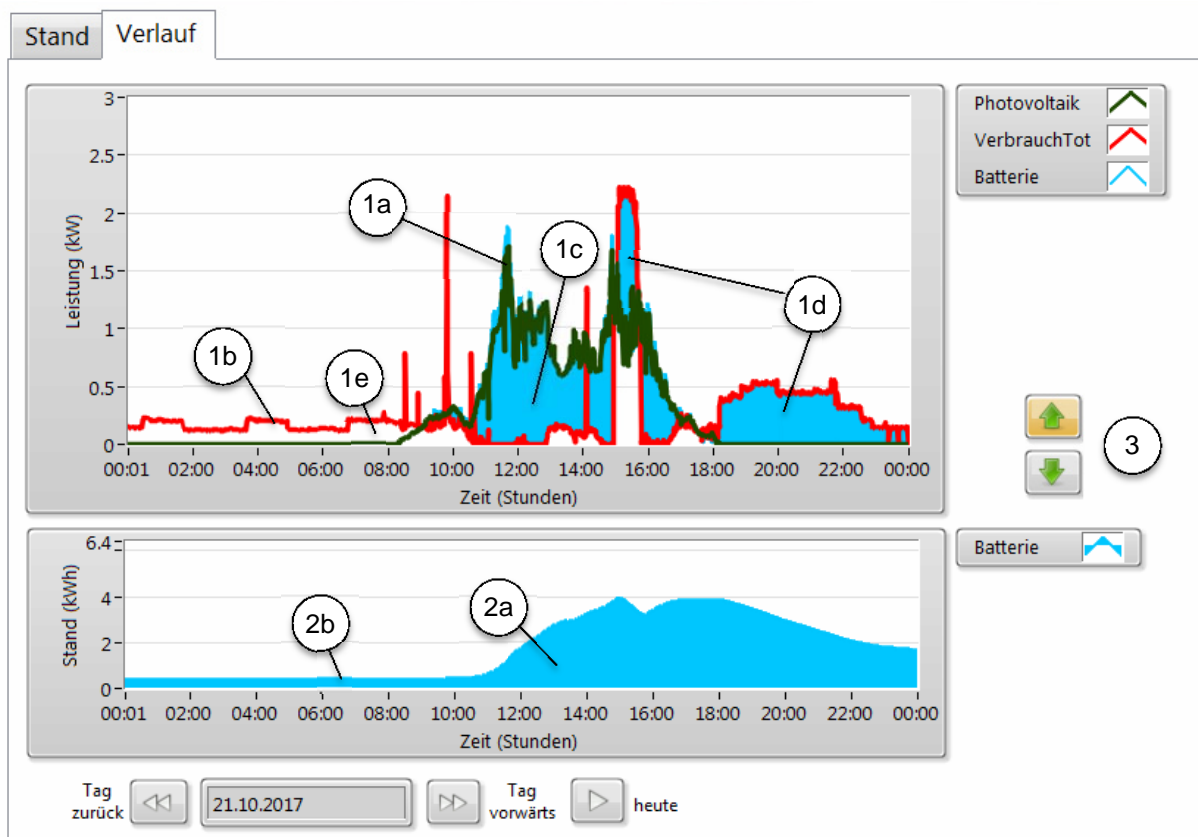 Stand Verlauf
3
2.5
2
1.5
1
0.5
0
Leistung (kW)
00:01 02:00 04:00 06:00 08:00 10:00 12:00 14:00 16:00 18:00 20:00 22:00 00:00
Zeit (Stunden)
1a
1b
1c
1d
1e
Photovoltaik
VerbrauchTot
Batterie
3
6.4
4
2
0
Stand (kWh)
00:01 02:00 04:00 06:00 08:00 10:00 12:00 14:00 16:00 18:00 20:00 22:00 00:00
Zeit (Stunden)
2a
2b
Batterie
Tag
zurück
21.10.2017
Tag
vorwärts
heute